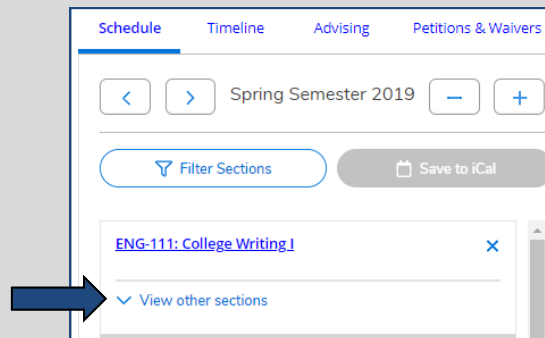 Schedule Timeline Advising Petitions & Waivers
Spring Semester 2019
Filter Sections Save to iCal
ENG-111: College Writing I
View other sections